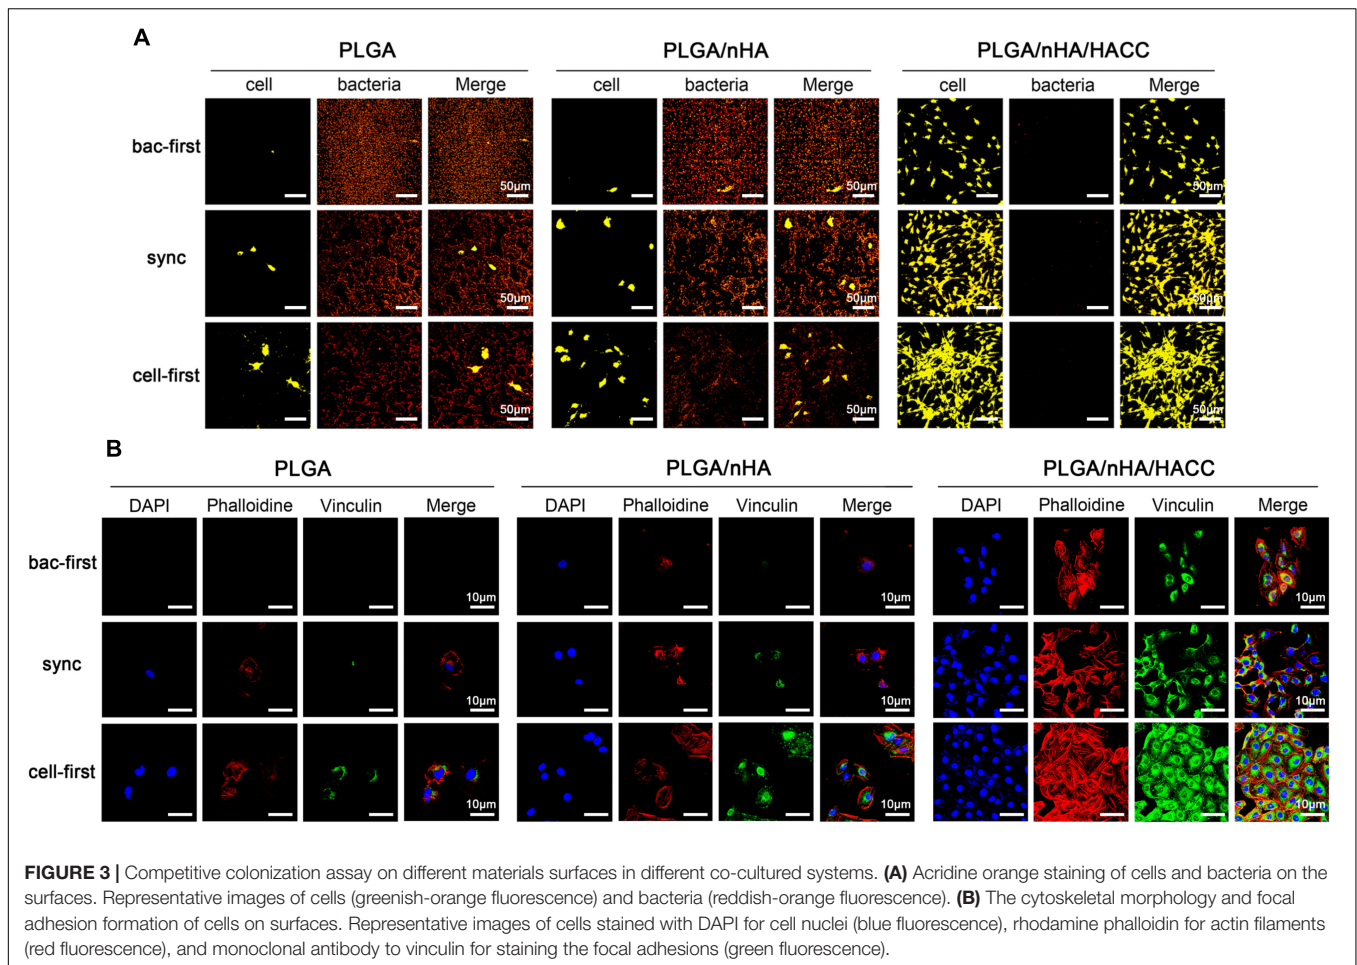 A
PLGA
PLGA/nHA
PLGA/nHA/HACC
cell bacteria Merge cell bacteria Merge cell bacteria Merge
bac-first
50μm 50μm 50μm
sync
50μm 50μm 50μm
cell-first
50μm 50μm 50μm
B
PLGA
PLGA/nHA
PLGA/nHA/HACC
DAPI Phalloidine Vinculin Merge DAPI Phalloidine Vinculin Merge DAPI Phalloidine Vinculin Merge
bac-first
10μm 10μm 10μm
sync
10μm 10μm 10μm
cell-first
10μm 10μm 10μm
FIGURE 3 | Competitive colonization assay on different materials surfaces in different co-cultured systems. (A) Acridine orange staining of cells and bacteria on the
surfaces. Representative images of cells (greenish-orange fluorescence) and bacteria (reddish-orange fluorescence). (B) The cytoskeletal morphology and focal
adhesion formation of cells on surfaces. Representative images of cells stained with DAPI for cell nuclei (blue fluorescence), rhodamine phalloidin for actin filaments
(red fluorescence), and monoclonal antibody to vinculin for staining the focal adhesions (green fluorescence).